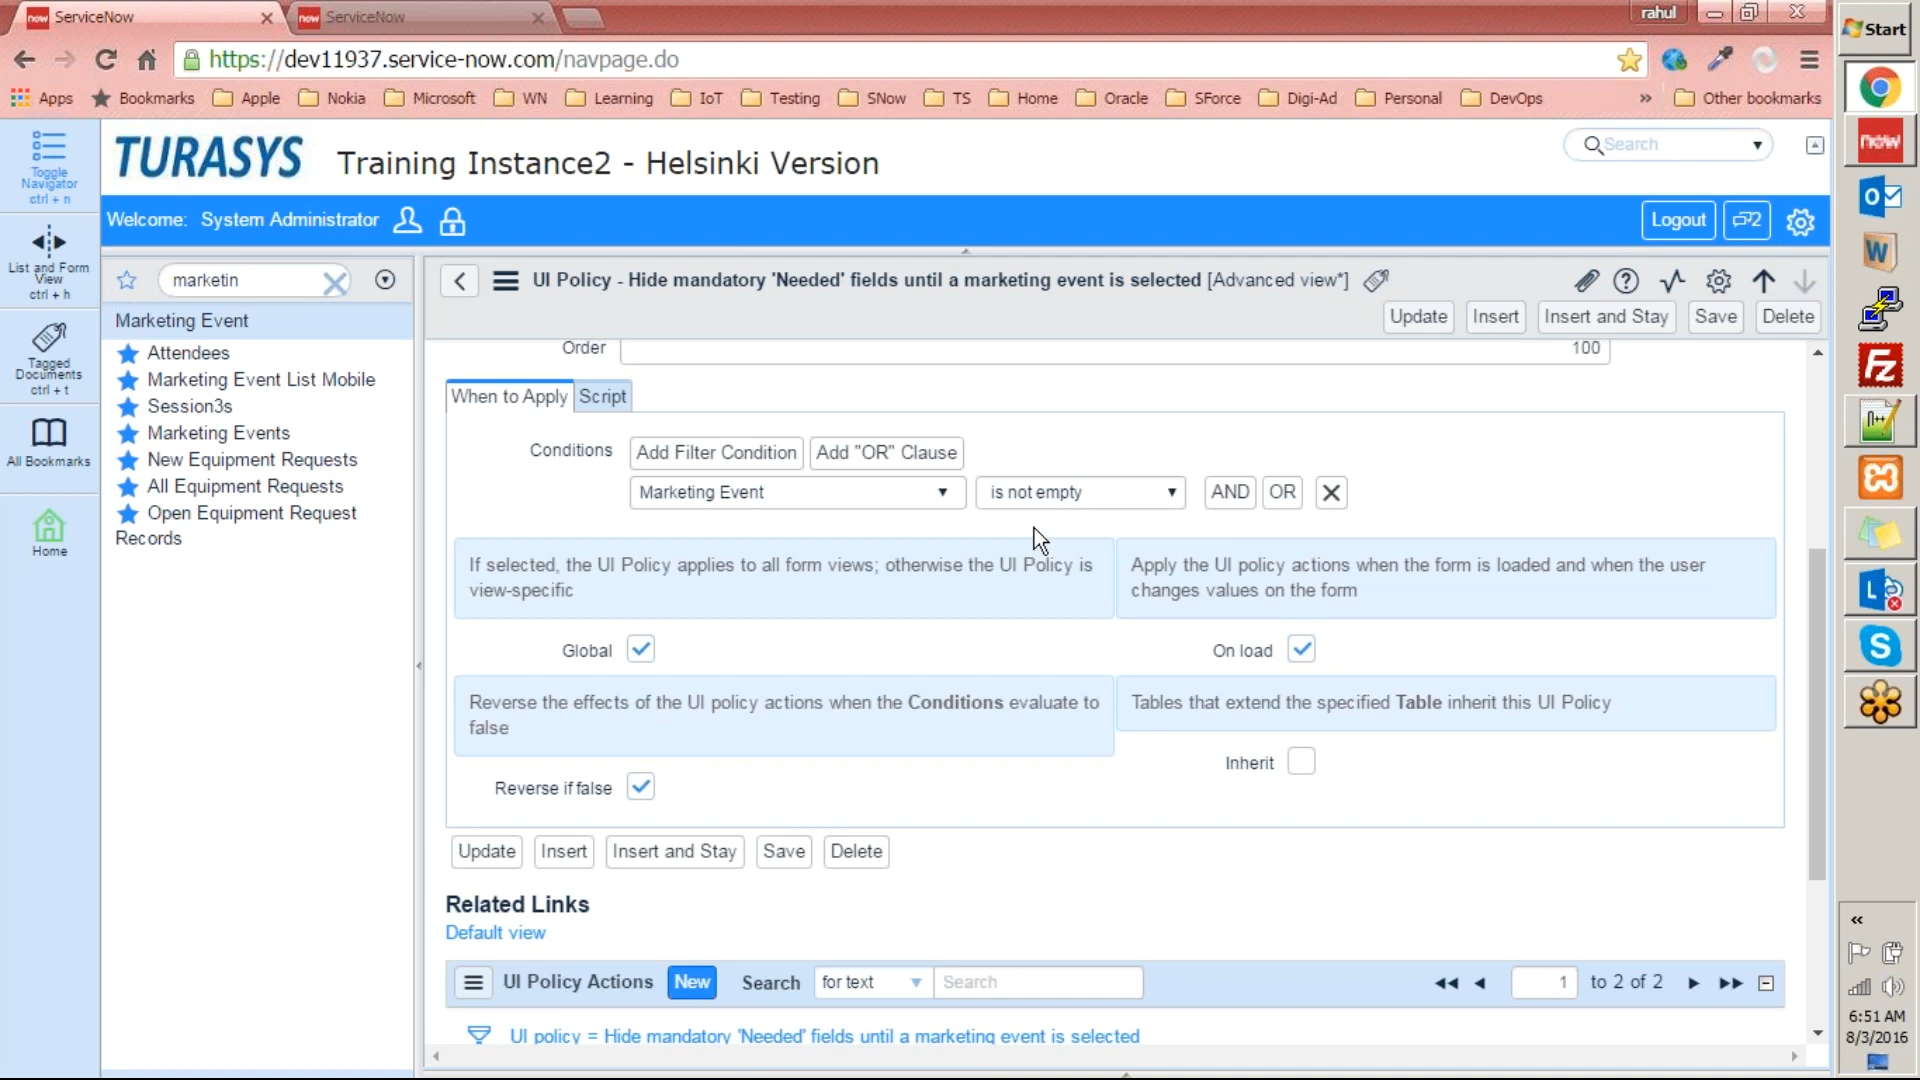 ServiceNow
ServiceNow
rahul
Start
https://dev11937.service-now.com/navpage.do
Apps
Bookmarks
Apple
Nokia
Microsoft
WN
Learning
IoT
Testing
SNow
TS
Home
Oracle
SForce
Digi-Ad
Personal
DevOps
»
Other bookmarks
Toggle
Navigator
ctrl + n
List and Form
View
ctrl + h
Tagged
Documents
ctrl + t
All Bookmarks
Home
TURASYS
Training Instance2 - Helsinki Version
Search
Welcome: System Administrator
Logout
2
marketin
Marketing Event
Attendees
Marketing Event List Mobile
Session3s
Marketing Events
New Equipment Requests
All Equipment Requests
Open Equipment Request
Records
UI Policy - Hide mandatory 'Needed' fields until a marketing event is selected [Advanced view*]
Update
Insert
Insert and Stay
Save
Delete
Order
100
When to Apply
Script
Conditions
Add Filter Condition
Add "OR" Clause
Marketing Event
is not empty
AND
OR
If selected, the UI Policy applies to all form views; otherwise the UI Policy is
view-specific
Apply the UI policy actions when the form is loaded and when the user
changes values on the form
Global
On load
Reverse the effects of the UI policy actions when the Conditions evaluate to
false
Tables that extend the specified Table inherit this UI Policy
Inherit
Reverse if false
Update
Insert
Insert and Stay
Save
Delete
Related Links
Default view
UI Policy Actions
New
Search
for text
Search
1
to 2 of 2
UI policy = Hide mandatory 'Needed' fields until a marketing event is selected
now
now
now
6:51 AM
8/3/2016